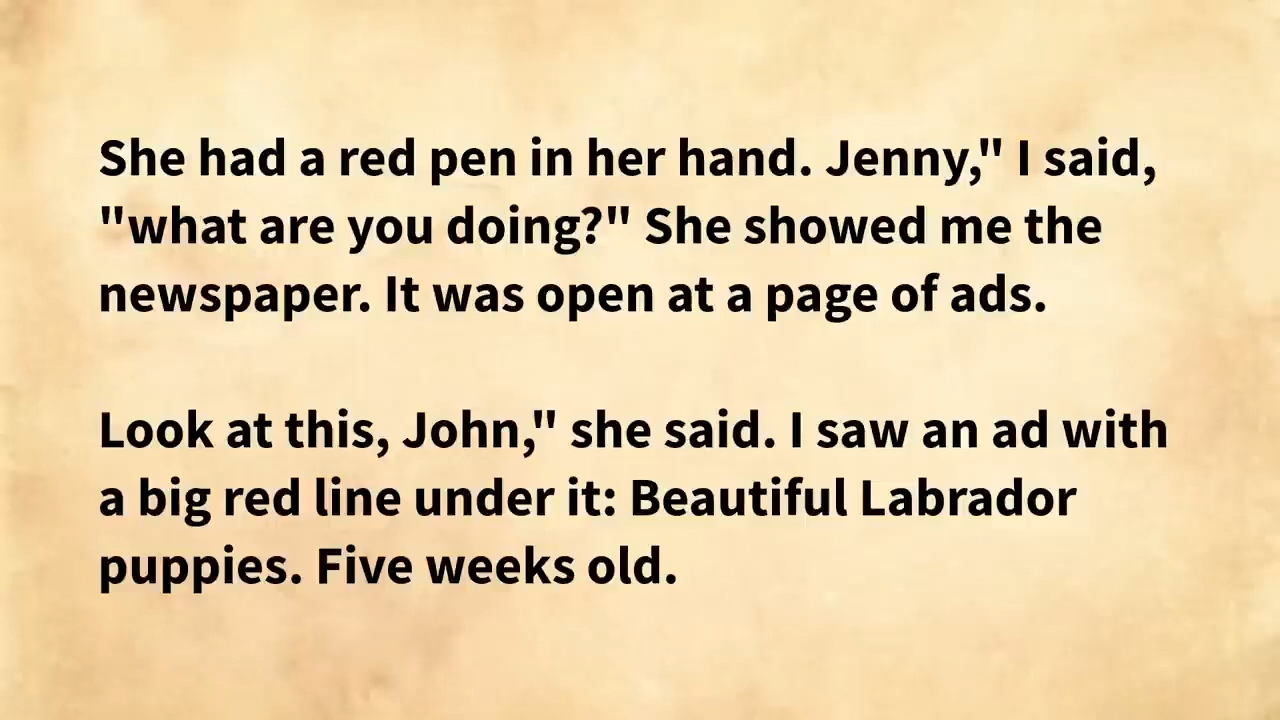 She had a red pen in her hand. Jenny," I said,
"what are you doing?" She showed me the
newspaper. It was open at a page of ads.
Look at this, John," she said. I saw an ad with
a big red line under it: Beautiful Labrador
puppies. Five weeks old.